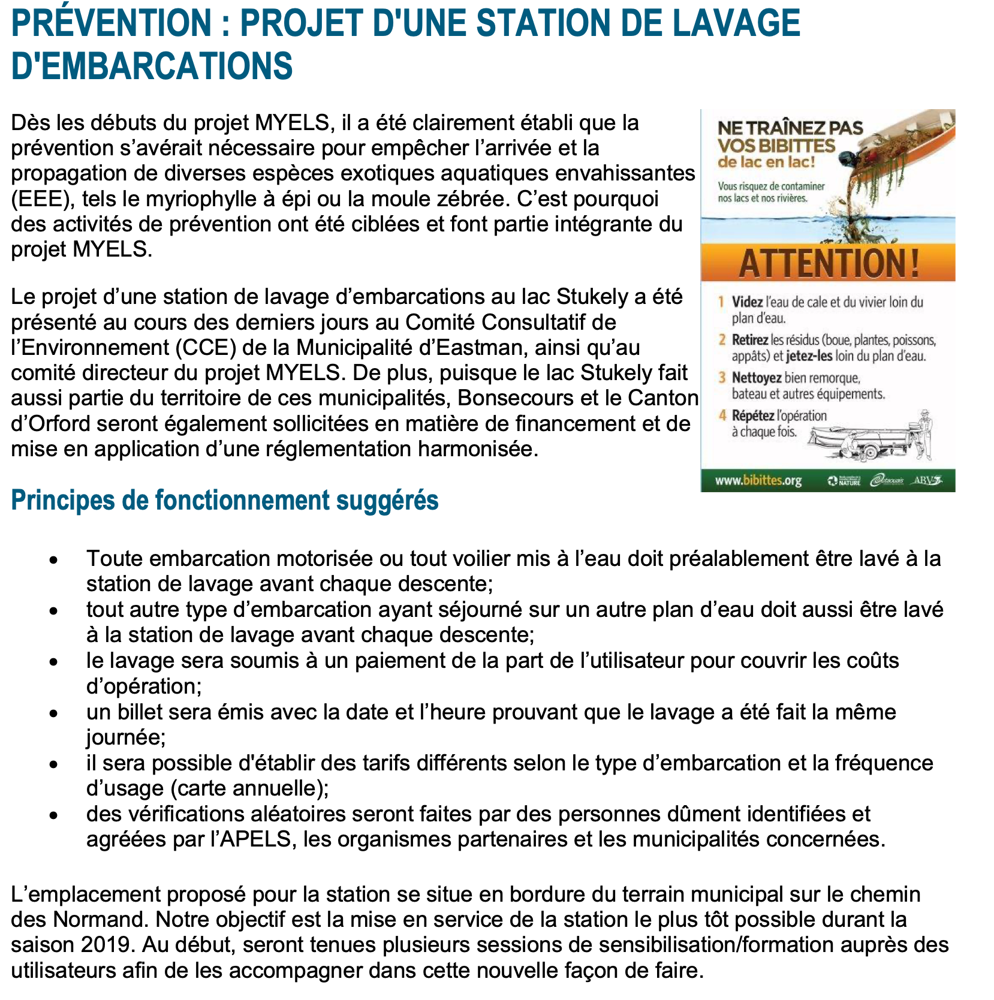 PRÉVENTION : PROJET D'UNE STATION DE LAVAGE
D'EMBARCATIONS
Dès les débuts du projet MYELS, il a été clairement établi que la
prévention s’avérait nécessaire pour empêcher l’arrivée et la
propagation de diverses espèces exotiques aquatiques envahissantes
(EEE), tels le myriophylle à épi ou la moule zébrée. C’est pourquoi
des activités de prévention ont été ciblées et font partie intégrante du
projet MYELS.
Le projet d’une station de lavage d’embarcations au lac Stukely a été
présenté au cours des derniers jours au Comité Consultatif de
l’Environnement (CCE) de la Municipalité d’Eastman, ainsi qu’au
comité directeur du projet MYELS. De plus, puisque le lac Stukely fait
aussi partie du territoire de ces municipalités, Bonsecours et le Canton
d’Orford seront également sollicitées en matière de financement et de
mise en application d’une réglementation harmonisée.
NE TRAÎNEZ PAS
VOS BIBITTES
de lac en lac!
Vous risquez de contaminer
nos lacs et nos rivières.
ATTENTION!
1 Videz l’eau de cale et du vivier loin du
plan d’eau.
2 Retirez les résidus (boue, plantes, poissons,
appâts) et jetez-les loin du plan d’eau.
3 Nettoyez bien remorque,
bateau et autres équipements.
4 Répétez l’opération
à chaque fois.
www.bibittes.org
NATURE
Outaouais
ABV7
Principes de fonctionnement suggérés
• Toute embarcation motorisée ou tout voilier mis à l’eau doit préalablement être lavé à la
station de lavage avant chaque descente;
• tout autre type d’embarcation ayant séjourné sur un autre plan d’eau doit aussi être lavé
à la station de lavage avant chaque descente;
• le lavage sera soumis à un paiement de la part de l’utilisateur pour couvrir les coûts
d’opération;
• un billet sera émis avec la date et l’heure prouvant que le lavage a été fait la même
journée;
• il sera possible d'établir des tarifs différents selon le type d’embarcation et la fréquence
d’usage (carte annuelle);
• des vérifications aléatoires seront faites par des personnes dûment identifiées et
agréées par l’APELS, les organismes partenaires et les municipalités concernées.
L’emplacement proposé pour la station se situe en bordure du terrain municipal sur le chemin
des Normand. Notre objectif est la mise en service de la station le plus tôt possible durant la
saison 2019. Au début, seront tenues plusieurs sessions de sensibilisation/formation auprès des
utilisateurs afin de les accompagner dans cette nouvelle façon de faire.